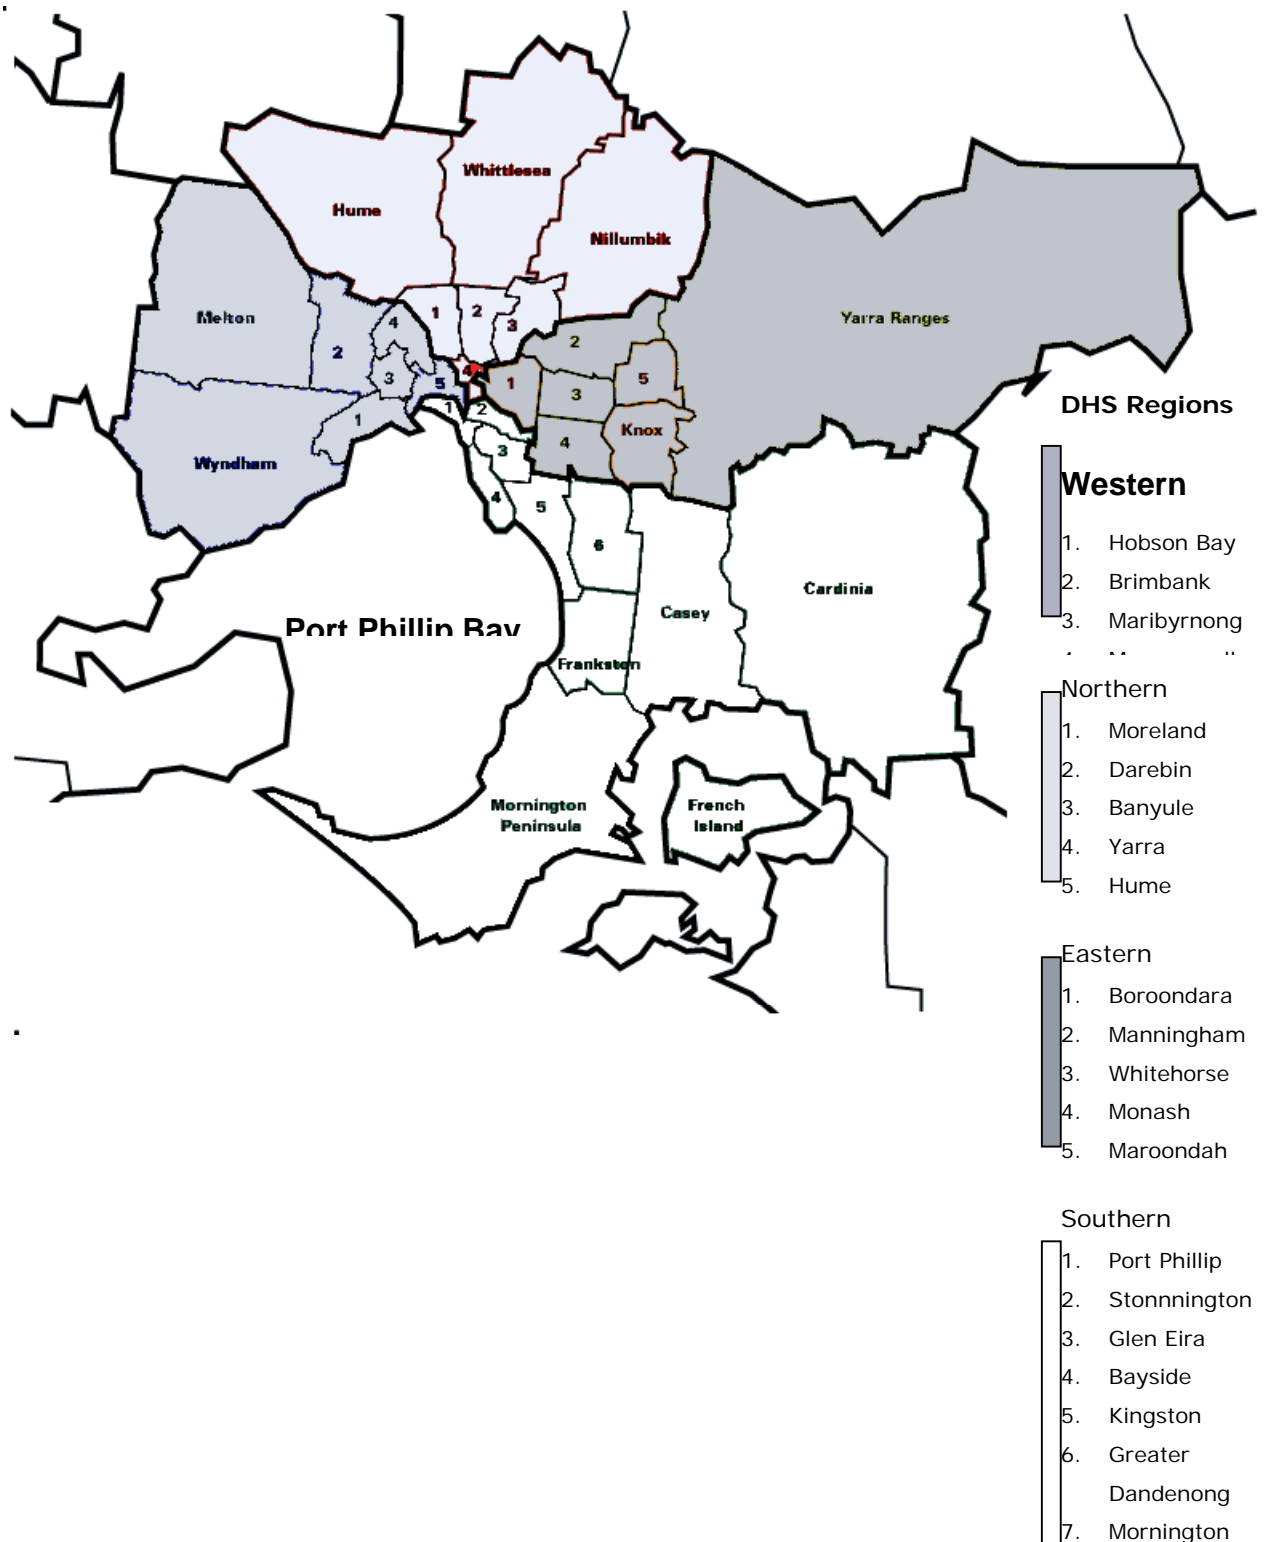 Whittlesea
Hume
Nillumbik
Melton
Yarra Ranges
4
1
2
3
2
2
4
3
5
1
3
5
1
2
1
Knox
4
Wyndham
3
4
5
6
Port Phillip Bay
Frankston
Casey
Cardinia
Mornington
Peninsula
French
Island
DHS Regions
Western
1. Hobson Bay
2. Brimbank
3. Maribyrnong
Northern
1. Moreland
2. Darebin
3. Banyule
4. Yarra
5. Hume
Eastern
1. Boroondara
2. Manningham
3. Whitehorse
4. Monash
5. Maroondah
Southern
1. Port Phillip
2. Stonnnington
3. Glen Eira
4. Bayside
5. Kingston
6. Greater
Dandenong
7. Mornington